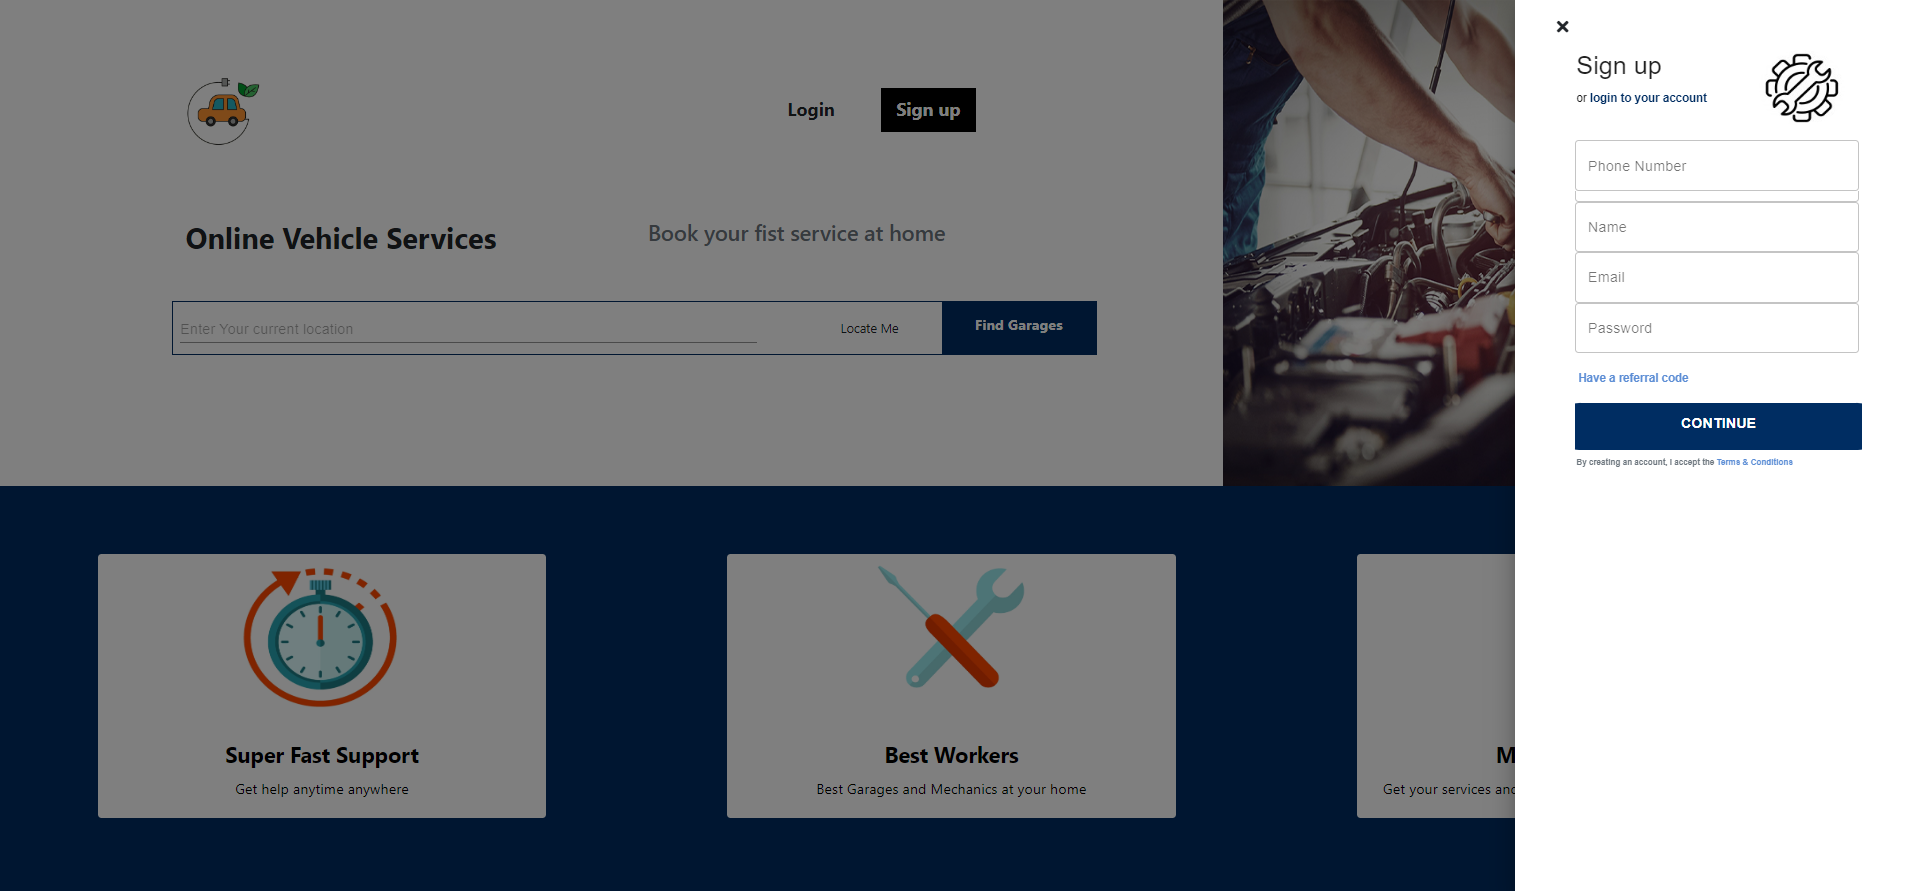 Login
Sign up
Online Vehicle Services
Book your fist service at home
Enter Your current location
Locate Me
Find Garages
Super Fast Support
Get help anytime anywhere
Best Workers
Best Garages and Mechanics at your home
M
Get your services and
Sign up
or login to your account
Phone Number
Name
Email
Password
Have a referral code
CONTINUE
By creating an account, I accept the Terms & Conditions